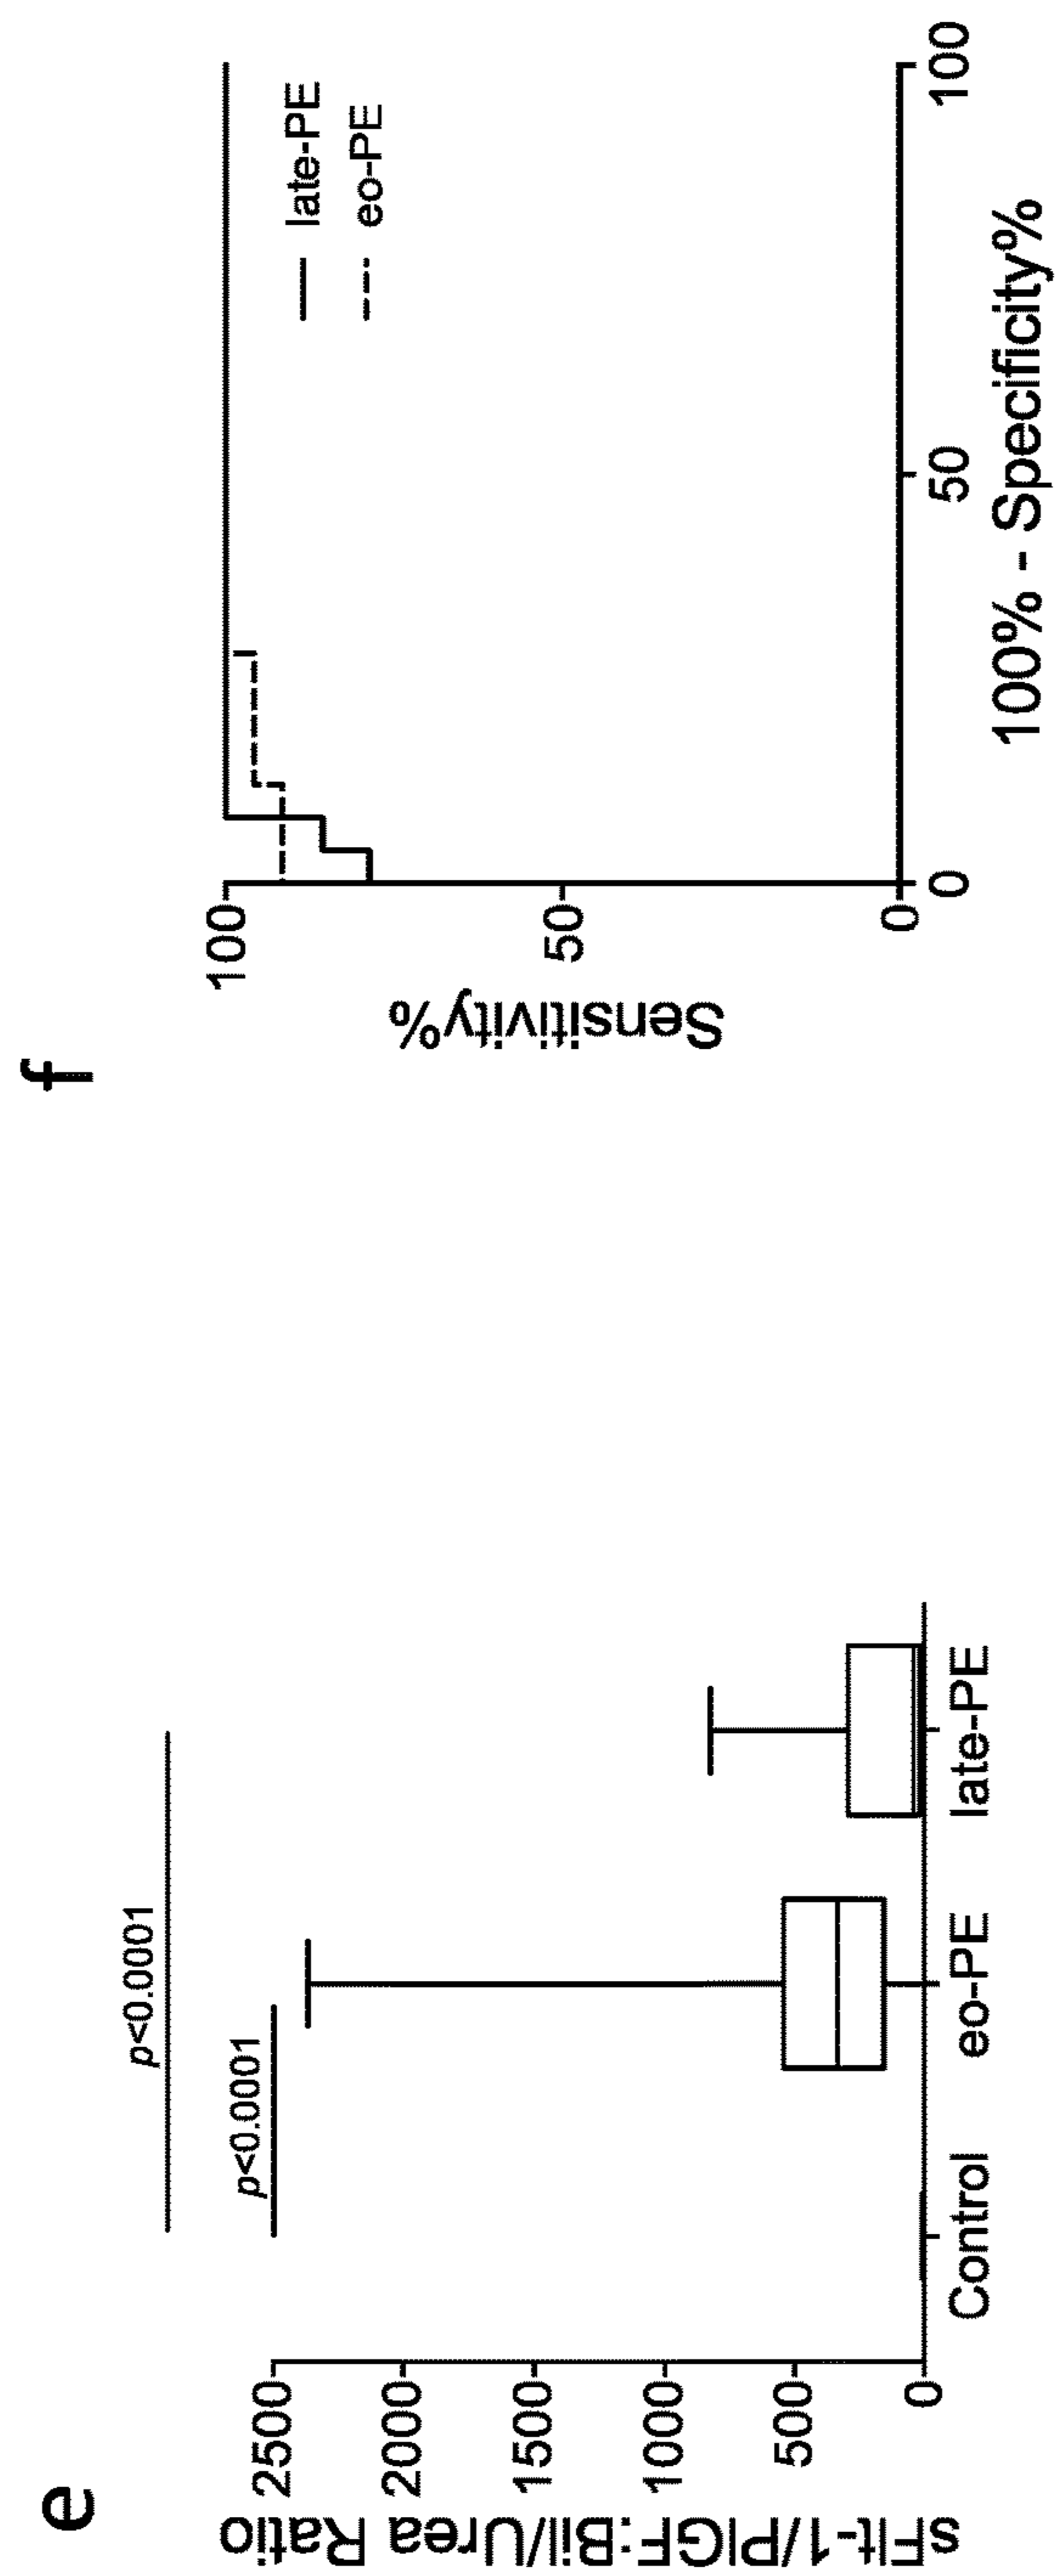 e
sFlt-1/PlGF:Bil/Urea Ratio
2500
2000
1500
1000
500
0
p<0.0001
p<0.0001
Control
eo-PE
late-PE
f
Sensitivity%
100
50
0
late-PE
eo-PE
0
50
100
100% - Specificity%